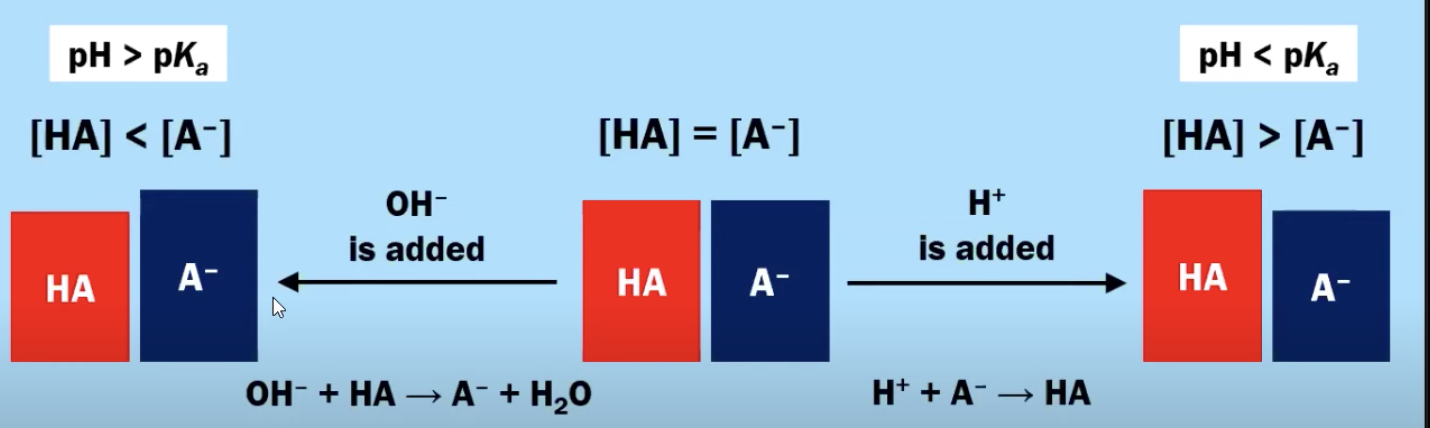 pH > pKₐ
pH < pKₐ
[HA] < [A⁻]
[HA] = [A⁻]
[HA] > [A⁻]
OH⁻
is added
H⁺
is added
HA
A⁻
HA
A⁻
HA
A⁻
OH⁻ + HA → A⁻ + H₂O
H⁺ + A⁻ → HA